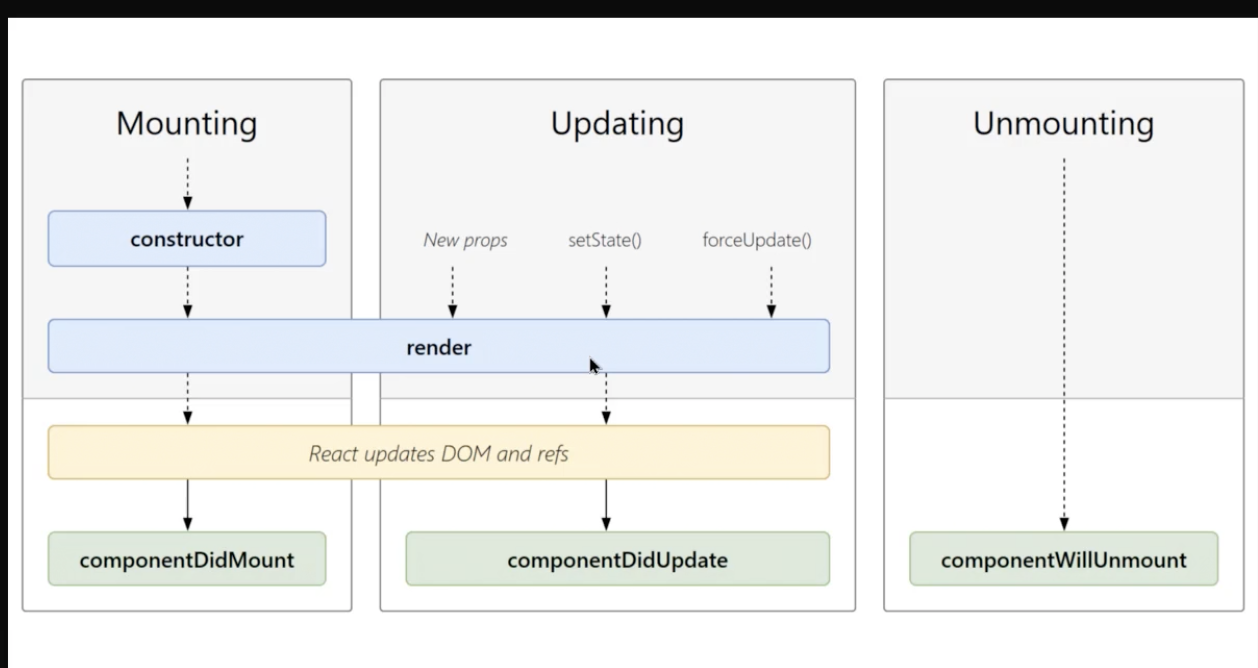 Mounting
Updating
Unmounting
constructor
New props
setState()
forceUpdate()
render
React updates DOM and refs
componentDidMount
componentDidUpdate
componentWillUnmount